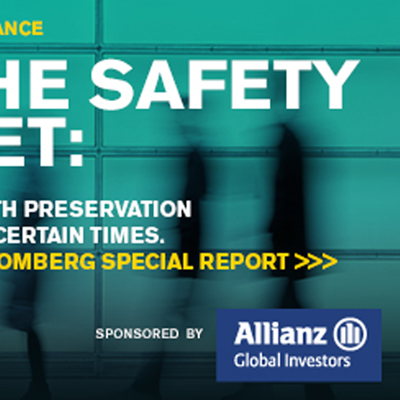 ANCE
HE SAFETY
ET:
TH PRESERVATION
CERTAIN TIMES.
OMBERG SPECIAL REPORT >>>
SPONSORED BY
Allianz
Global Investors